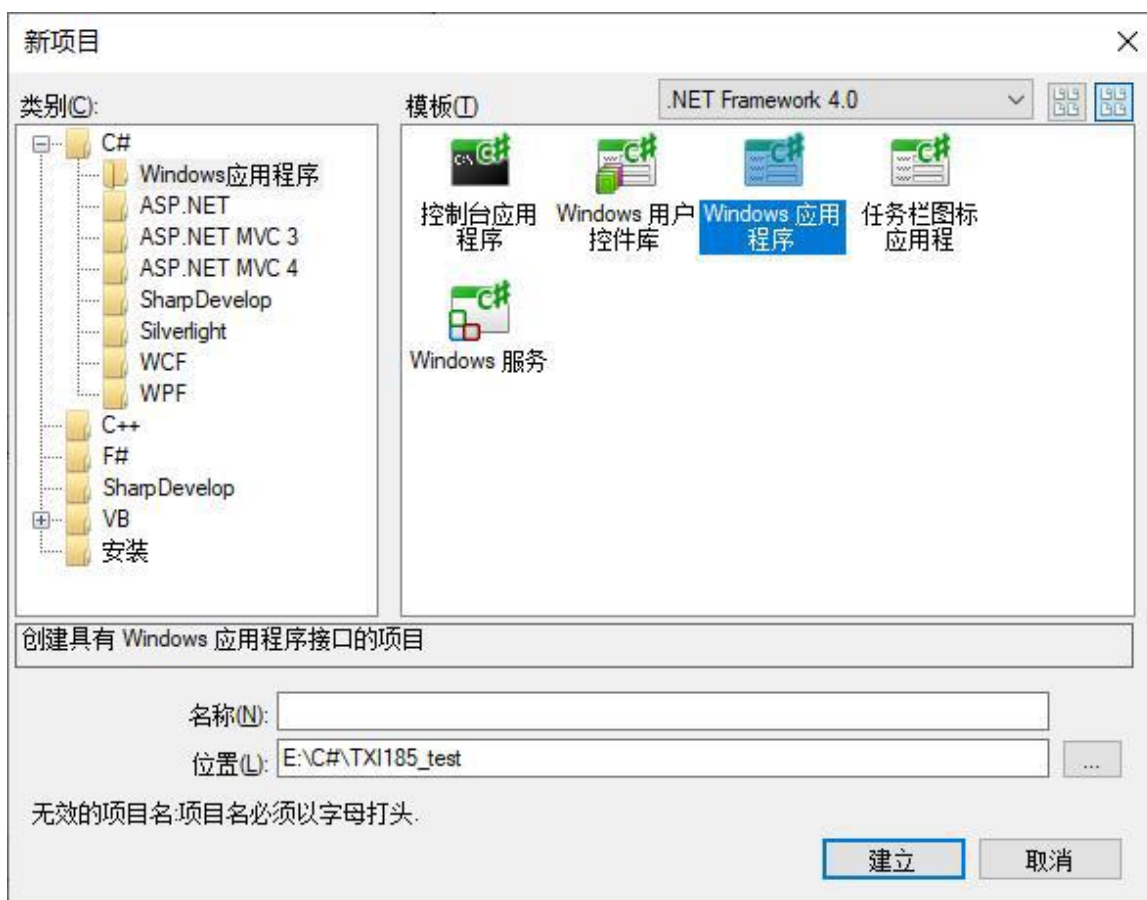 新项目
类别(C):
模板(T)
.NET Framework 4.0
C#
Windows应用程序
ASP.NET
ASP.NET MVC 3
ASP.NET MVC 4
SharpDevelop
Silverlight
WCF
WPF
C++
F#
SharpDevelop
VB
安装
控制台应用
程序
Windows 用户
控件库
Windows 应用
程序
任务栏图标
应用程
Windows 服务
创建具有 Windows 应用程序接口的项目
名称(N):
位置(L): E:\C#\TXI185_test
...
无效的项目名:项目名必须以字母打头.
建立
取消